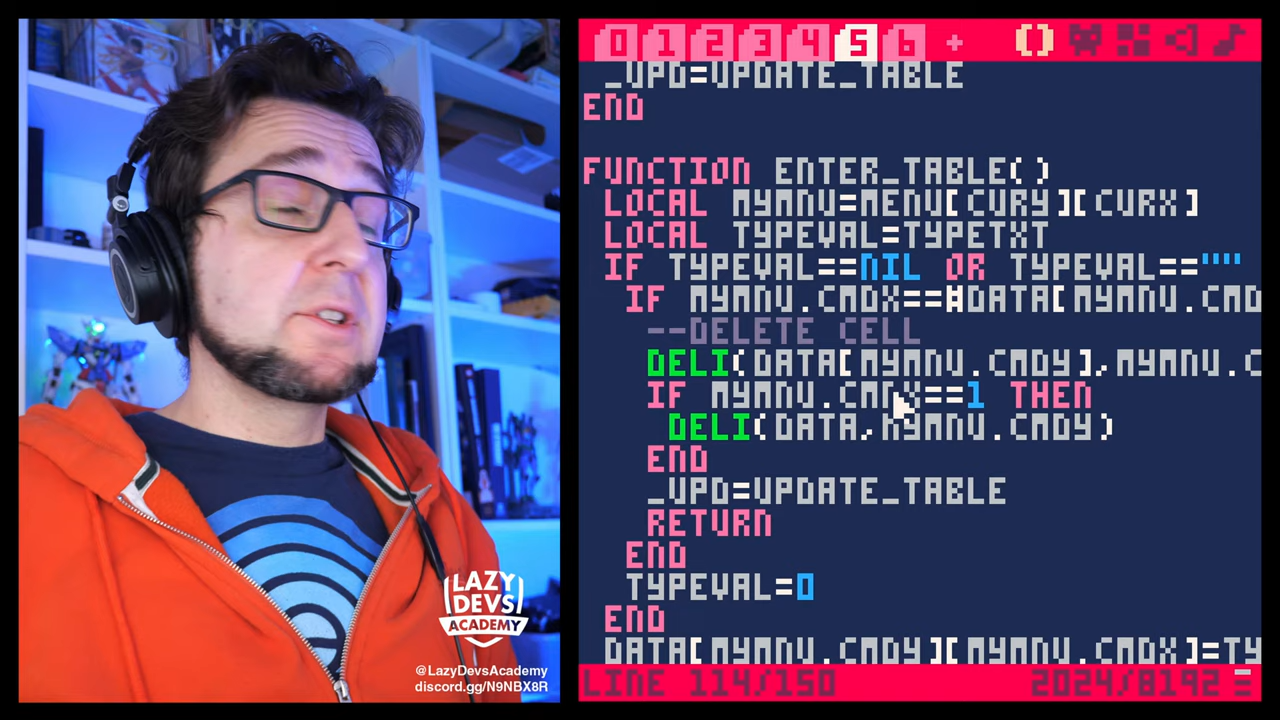 0 1 2 3 4 5 6 +
_UPD=UPDATE_TABLE
END
FUNCTION ENTER_TABLE()
LOCAL MYMNU=MENU[CURY][CURX]
LOCAL TYPEVAL=TYPETXT
IF TYPEVAL==NIL OR TYPEVAL==""
IF MYMNU.CMDX==#DATA[MYMNU.CMD
--DELETE CELL
DELI(DATA[MYMNU.CMDY],MYMNU.C
IF MYMNU.CMDX==1 THEN
DELI(DATA,MYMNU.CMDY)
END
_UPD=UPDATE_TABLE
RETURN
END
TYPEVAL=0
END
DATA[MYMNU.CMDY][MYMNU.CMDX]=TY
LINE 114/150
2024/8192
LAZY
DEVS
ACADEMY
@LazyDevsAcademy
discord.gg/N9NBX8R